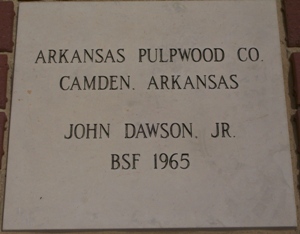 ARKANSAS PULPWOOD CO.
CAMDEN, ARKANSAS
JOHN DAWSON, JR.
BSF 1965